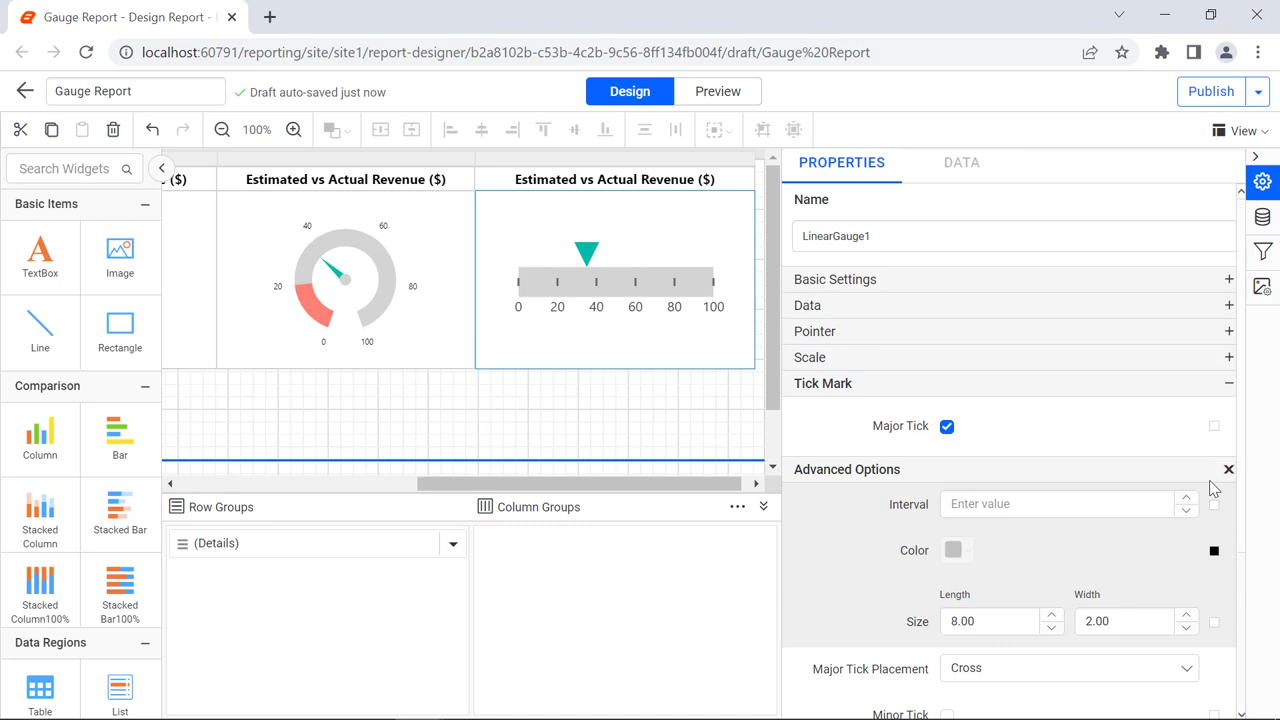 Gauge Report - Design Report -
localhost:60791/reporting/site/site1/report-designer/b2a8102b-c53b-4c2b-9c56-8ff134fb004f/draft/Gauge%20Report
Gauge Report
Draft auto-saved just now
Design
Preview
Publish
100%
View
Search Widgets
Basic Items
TextBox
Image
Line
Rectangle
Comparison
Column
Bar
Stacked
Column
Stacked Bar
Stacked
Column100%
Stacked
Bar100%
Data Regions
Table
List
($)
Estimated vs Actual Revenue ($)
Estimated vs Actual Revenue ($)
40
60
20
80
0
100
0 20 40 60 80 100
Row Groups
Column Groups
(Details)
PROPERTIES
DATA
Name
LinearGauge1
Basic Settings
Data
Pointer
Scale
Tick Mark
Major Tick
Advanced Options
Interval
Enter value
Color
Length
Width
Size
8.00
2.00
Major Tick Placement
Cross
Minor Tick